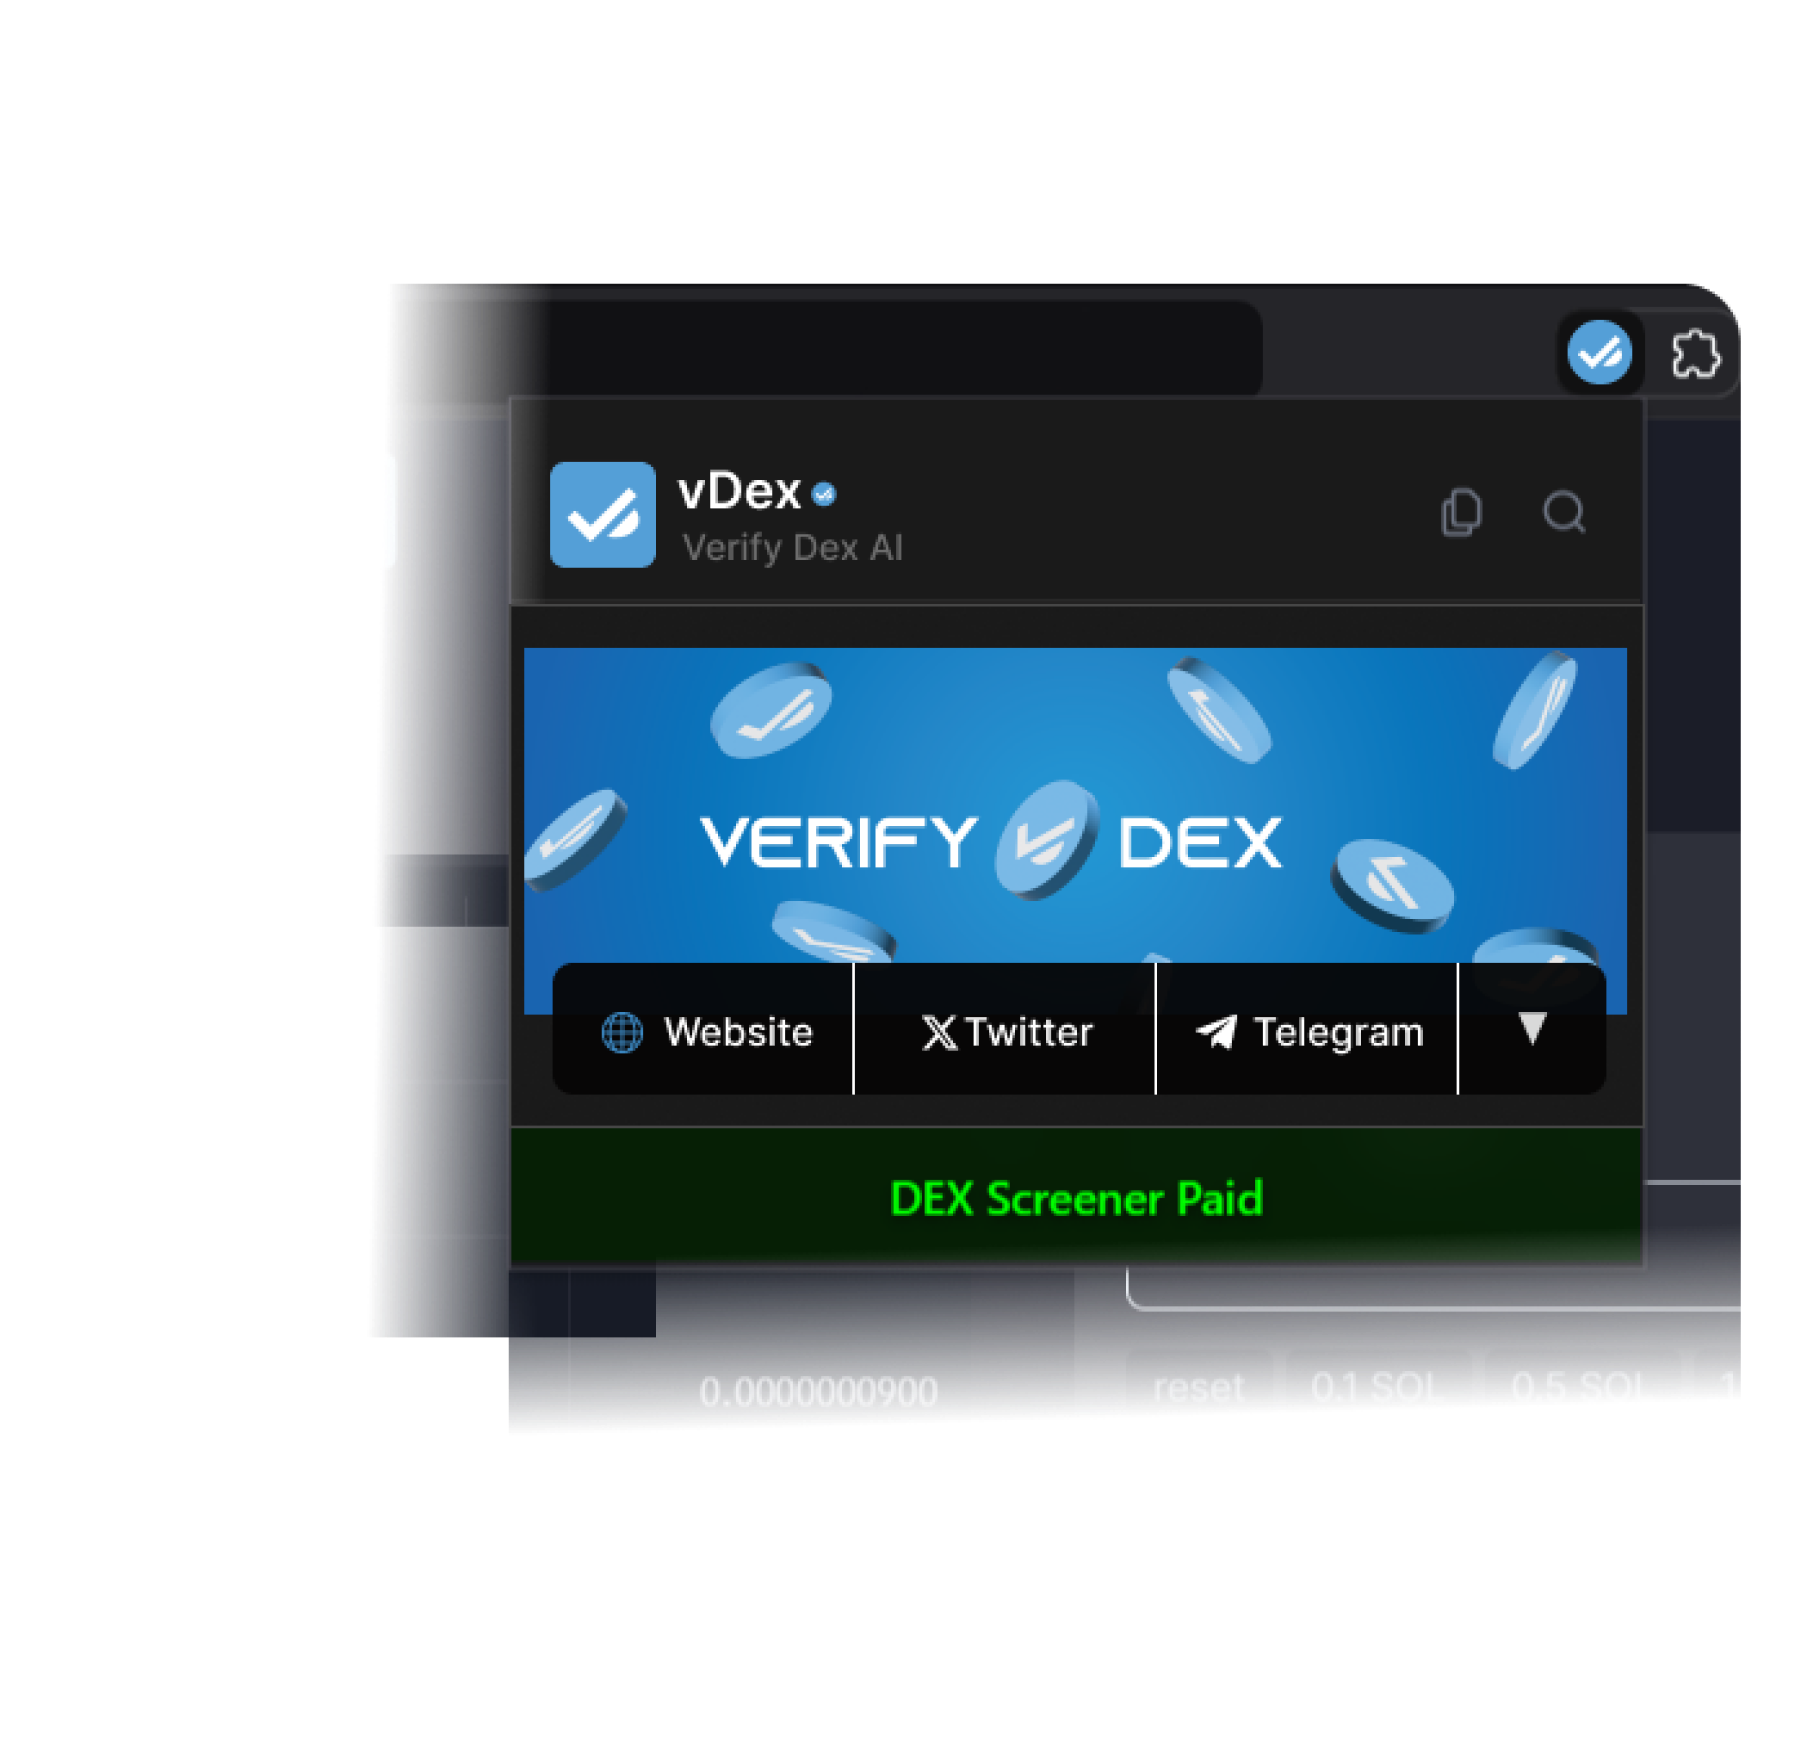 vDex
Verify Dex AI
VERIFY DEX
Website
Twitter
Telegram
DEX Screener Paid
0.0000000900
reset
0.1 SOL
0.5 SOL
1